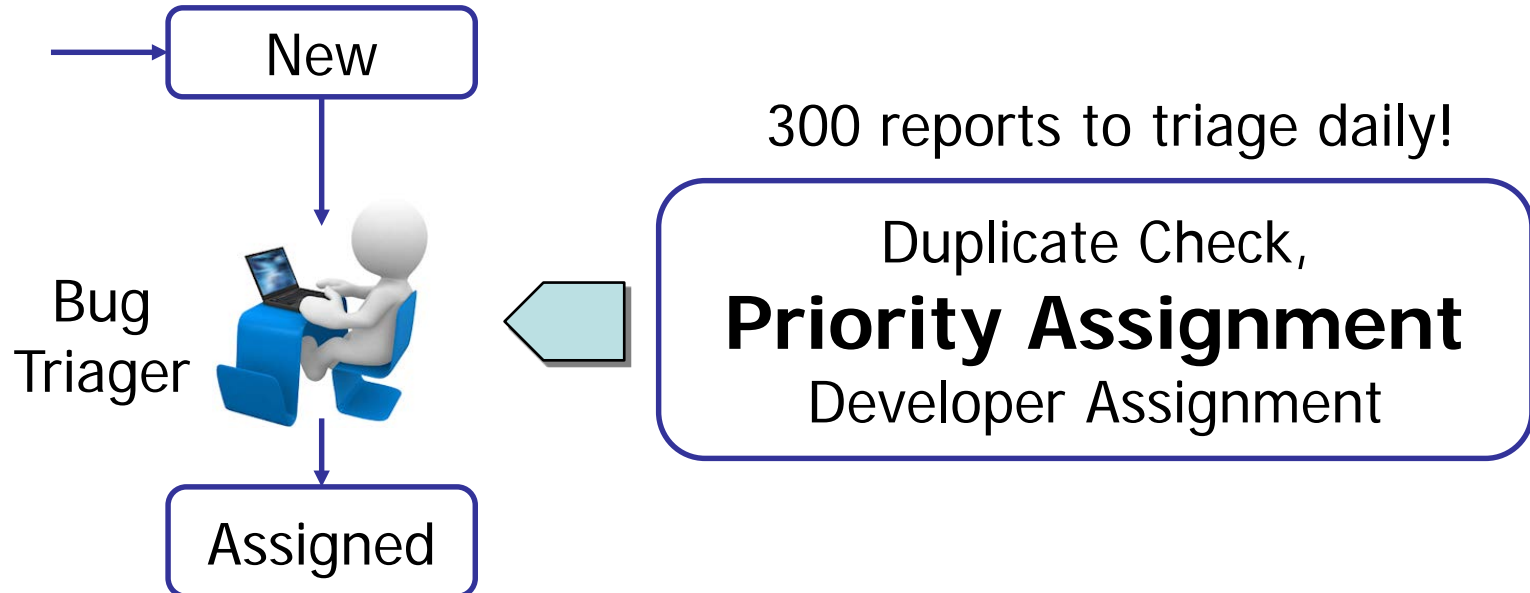 New
300 reports to triage daily!
Bug
Triager
Duplicate Check,
Priority Assignment
Developer Assignment
Assigned